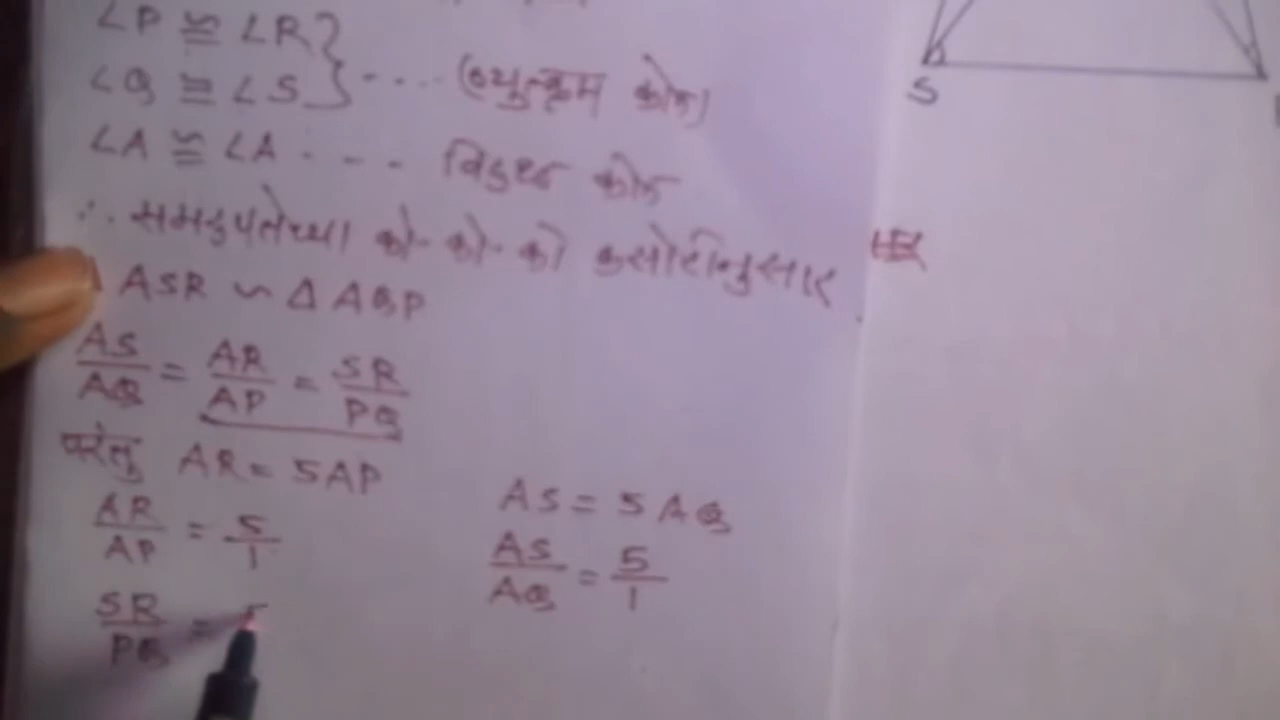 ∠P ≅ ∠R
∠Q ≅ ∠S } .... (व्युत्क्रम कोन)
∠A ≅ ∠A . - - .
∴ समरुपतेच्या को-को-को कसोटीनुसार
Δ ASR ∽ Δ AQP
AS/AQ = AR/AP = SR/PQ
परंतु AR = 5AP
AS = 5AQ
AR/AP = 5/1
AS/AQ = 5/1
SR/PQ =
S